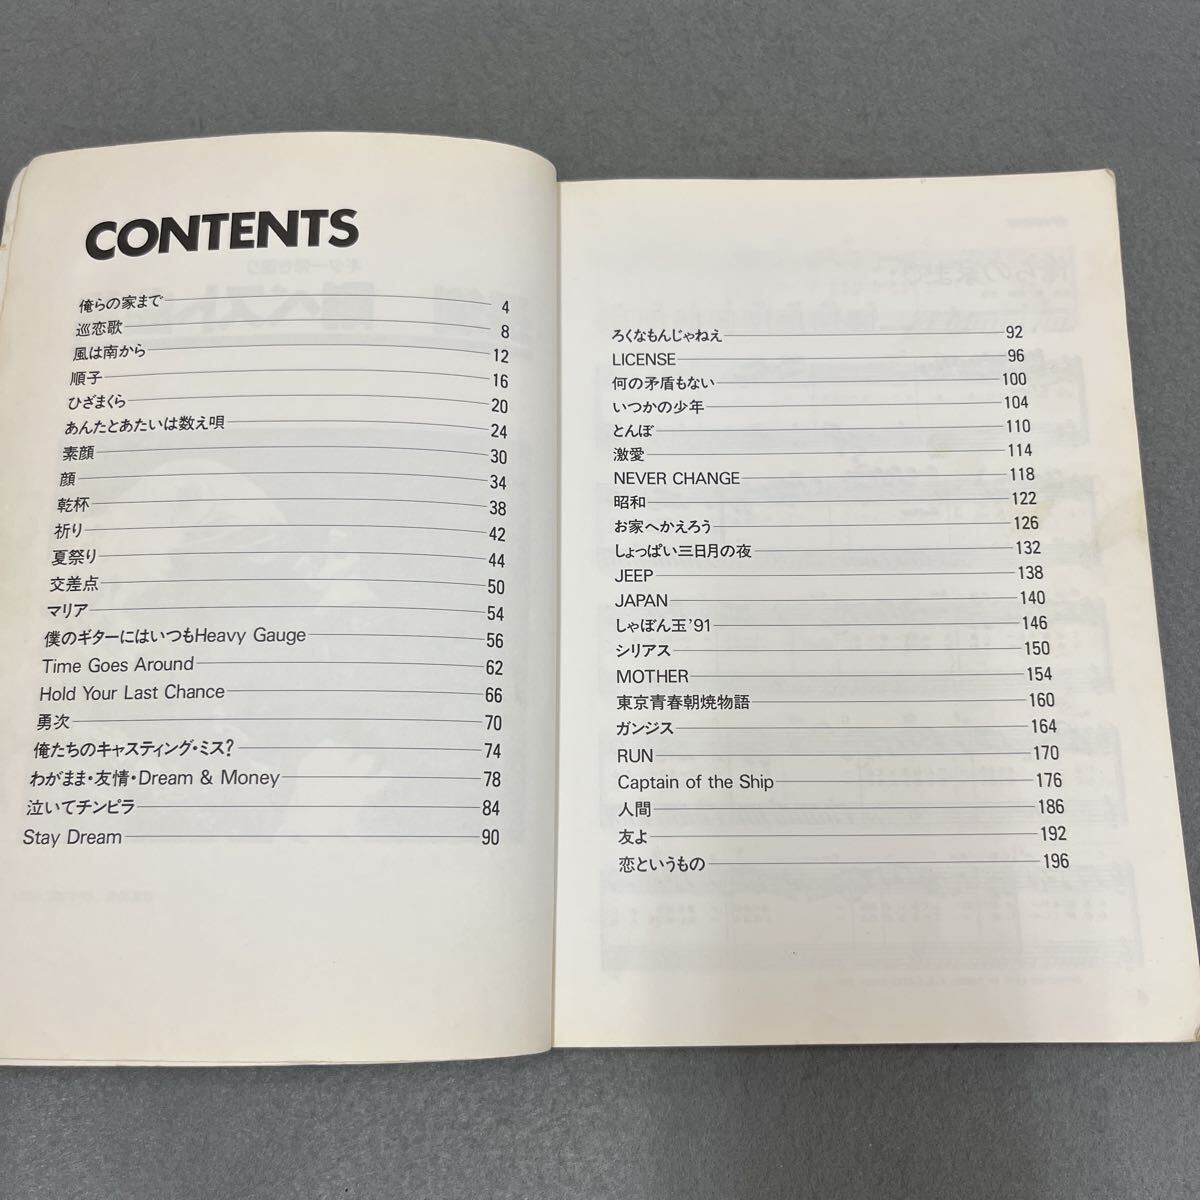 CONTENTS
俺らの家まで 4
巡恋歌 8
風は南から 12
順子 16
ひざまくら 20
あんたとあたいは数え唄 24
素顔 30
顔 34
乾杯 38
祈り 42
夏祭り 44
交差点 50
マリア 54
僕のギターにはいつもHeavy Gauge 56
Time Goes Around 62
Hold Your Last Chance 66
勇次 70
俺たちのキャスティング・ミス? 74
わがまま・友情・Dream & Money 78
泣いてチンピラ 84
Stay Dream 90
ろくなもんじゃねえ 92
LICENSE 96
何の矛盾もない 100
いつかの少年 104
とんぼ 110
激愛 114
NEVER CHANGE 118
昭和 122
お家へかえろう 126
しょっぱい三日月の夜 132
JEEP 138
JAPAN 140
しゃぼん玉'91 146
シリアス 150
MOTHER 154
東京青春朝焼物語 160
ガンジス 164
RUN 170
Captain of the Ship 176
人間 186
友よ 192
恋というもの 196